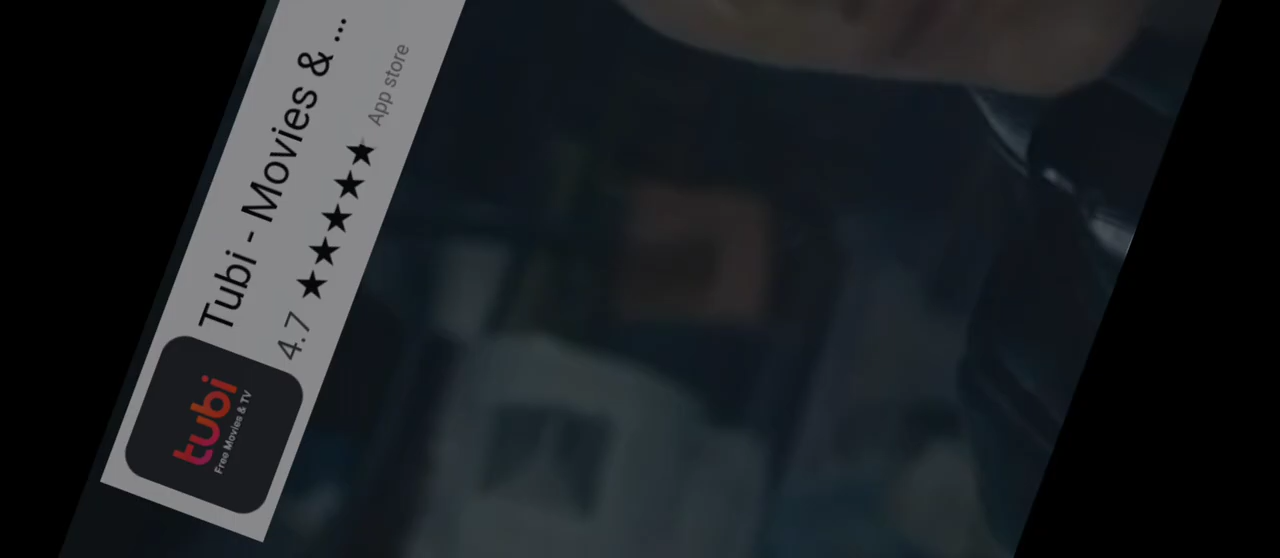 Tubi - Movies & ...
4.7 ★★★★★ App store
tubi
Free Movies & TV